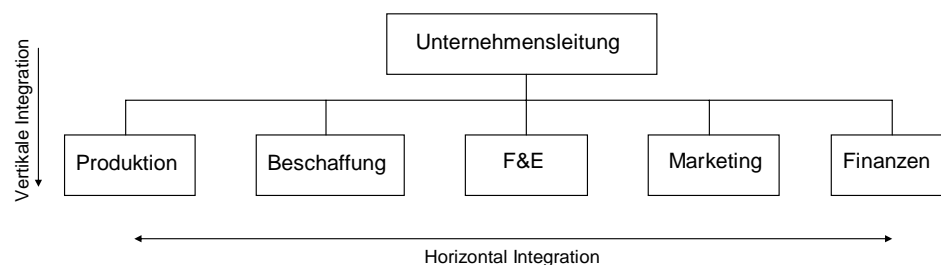 Unternehmensleitung
Vertikale Integration
Produktion
Beschaffung
F&E
Marketing
Finanzen
Horizontal Integration